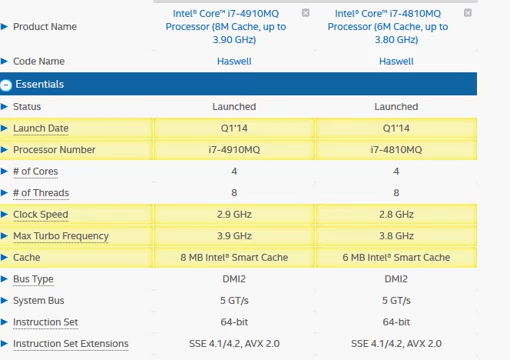 Product Name
Intel® Core™ i7-4910MQ
Processor (8M Cache, up to
3.90 GHz)
Intel® Core™ i7-4810MQ
Processor (6M Cache, up to
3.80 GHz)
Code Name Haswell Haswell
Essentials
Status Launched Launched
Launch Date Q1'14 Q1'14
Processor Number i7-4910MQ i7-4810MQ
# of Cores 4 4
# of Threads 8 8
Clock Speed 2.9 GHz 2.8 GHz
Max Turbo Frequency 3.9 GHz 3.8 GHz
Cache 8 MB Intel® Smart Cache 6 MB Intel® Smart Cache
Bus Type DMI2 DMI2
System Bus 5 GT/s 5 GT/s
Instruction Set 64-bit 64-bit
Instruction Set Extensions SSE 4.1/4.2, AVX 2.0 SSE 4.1/4.2, AVX 2.0